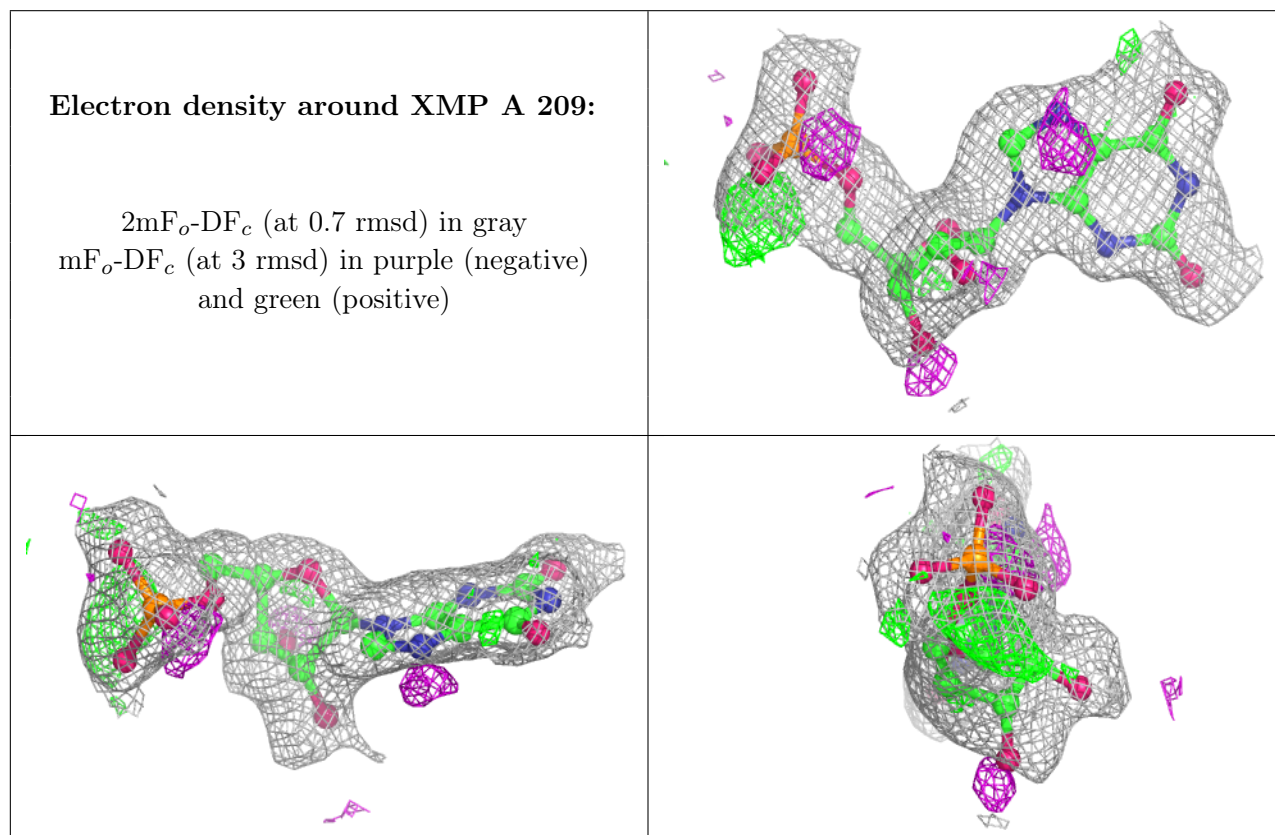 Electron density around XMP A 209:
2mFo-DFc (at 0.7 rmsd) in gray
mFo-DFc (at 3 rmsd) in purple (negative)
and green (positive)